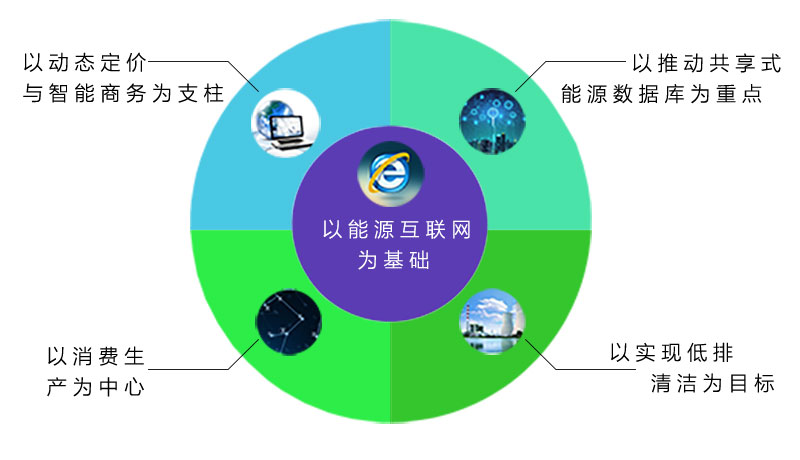 以动态定价
与智能商务为支柱
以推动共享式
能源数据库为重点
以能源互联网
为基础
以消费生
产为中心
以实现低排
清洁为目标